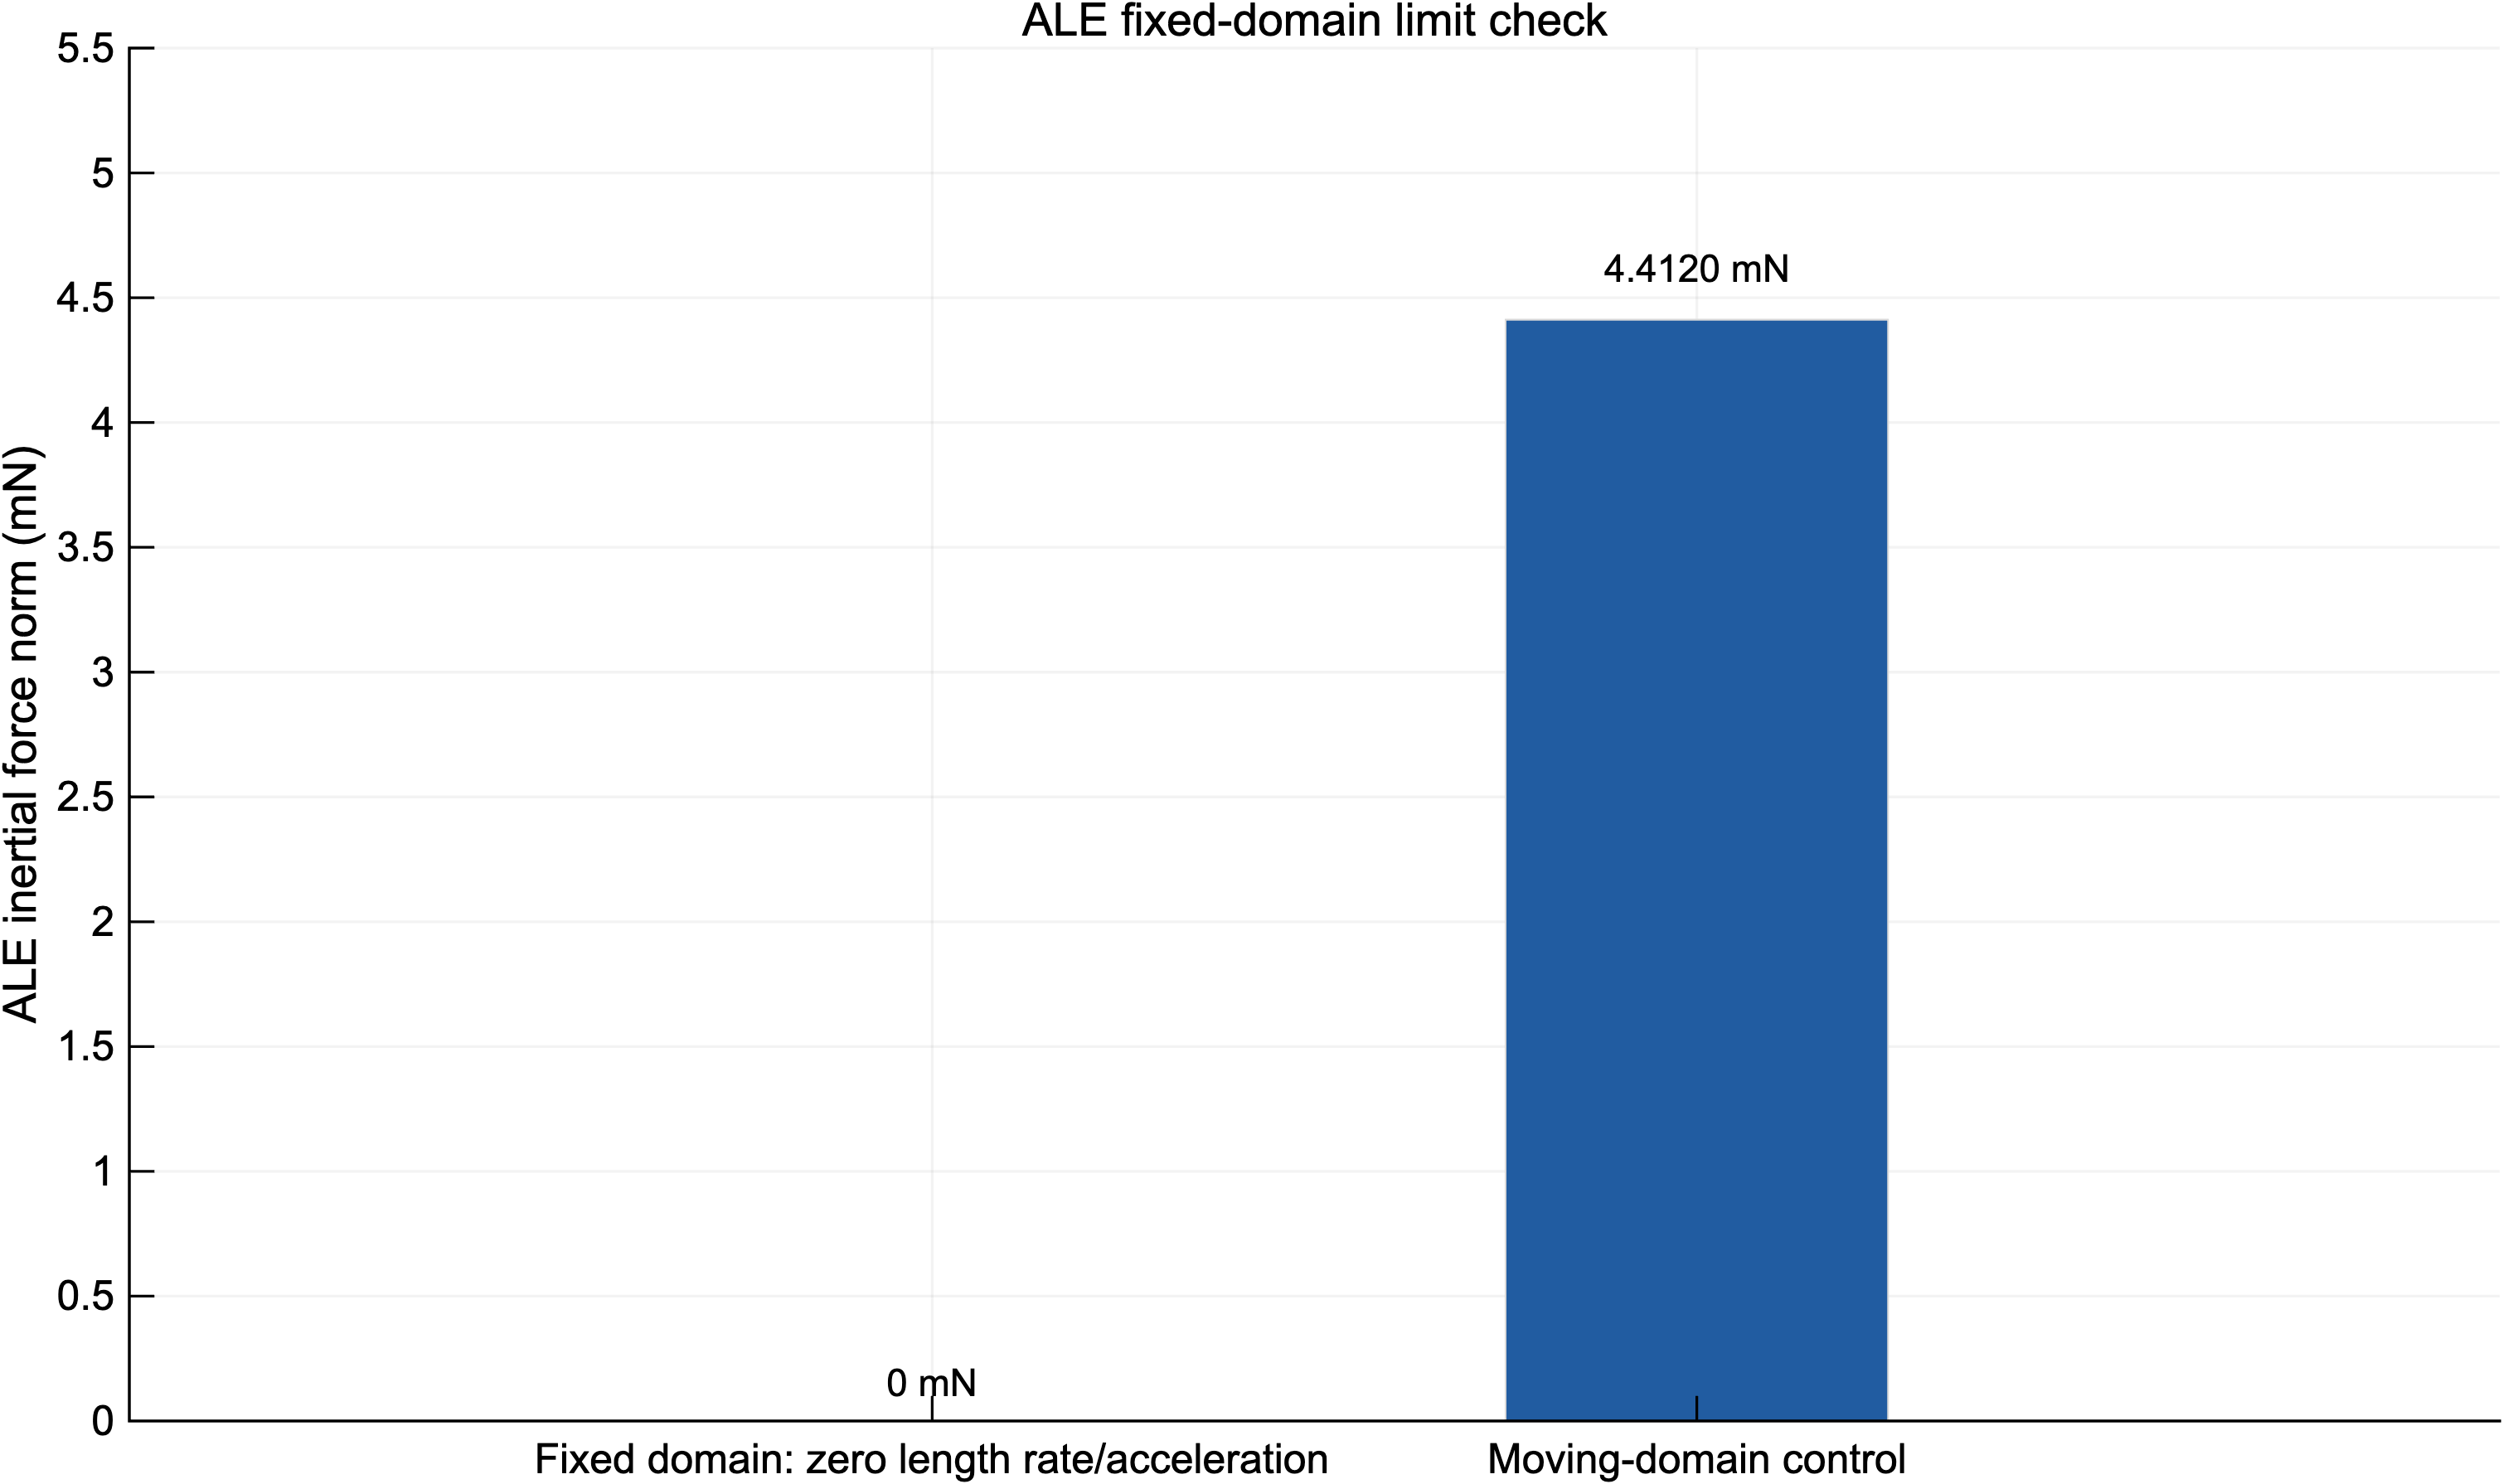 ALE fixed-domain limit check
5.5
5
4.5
4
3.5
3
2.5
2
1.5
1
0.5
0
ALE inertial force norm (mN)
4.4120 mN
0 mN
Fixed domain: zero length rate/acceleration
Moving-domain control